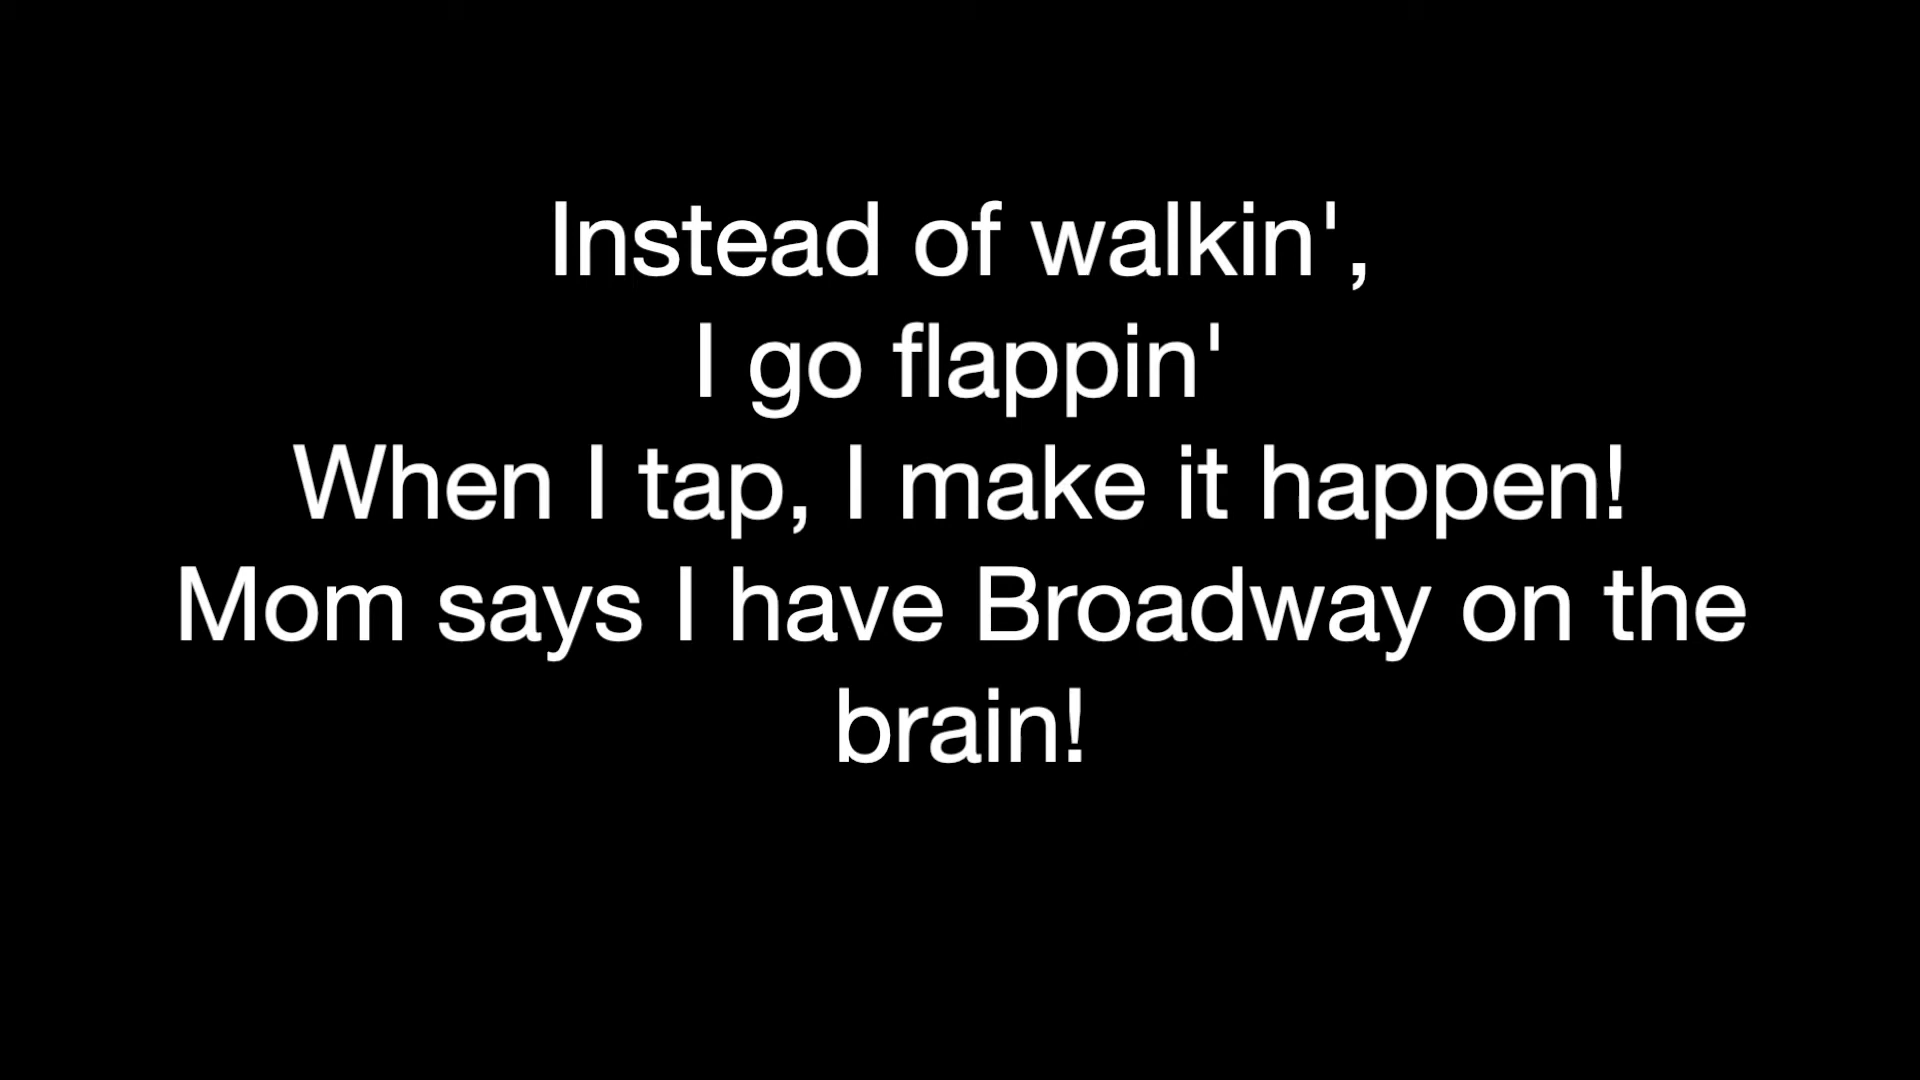 Instead of walkin',
I go flappin'
When I tap, I make it happen!
Mom says I have Broadway on the
brain!